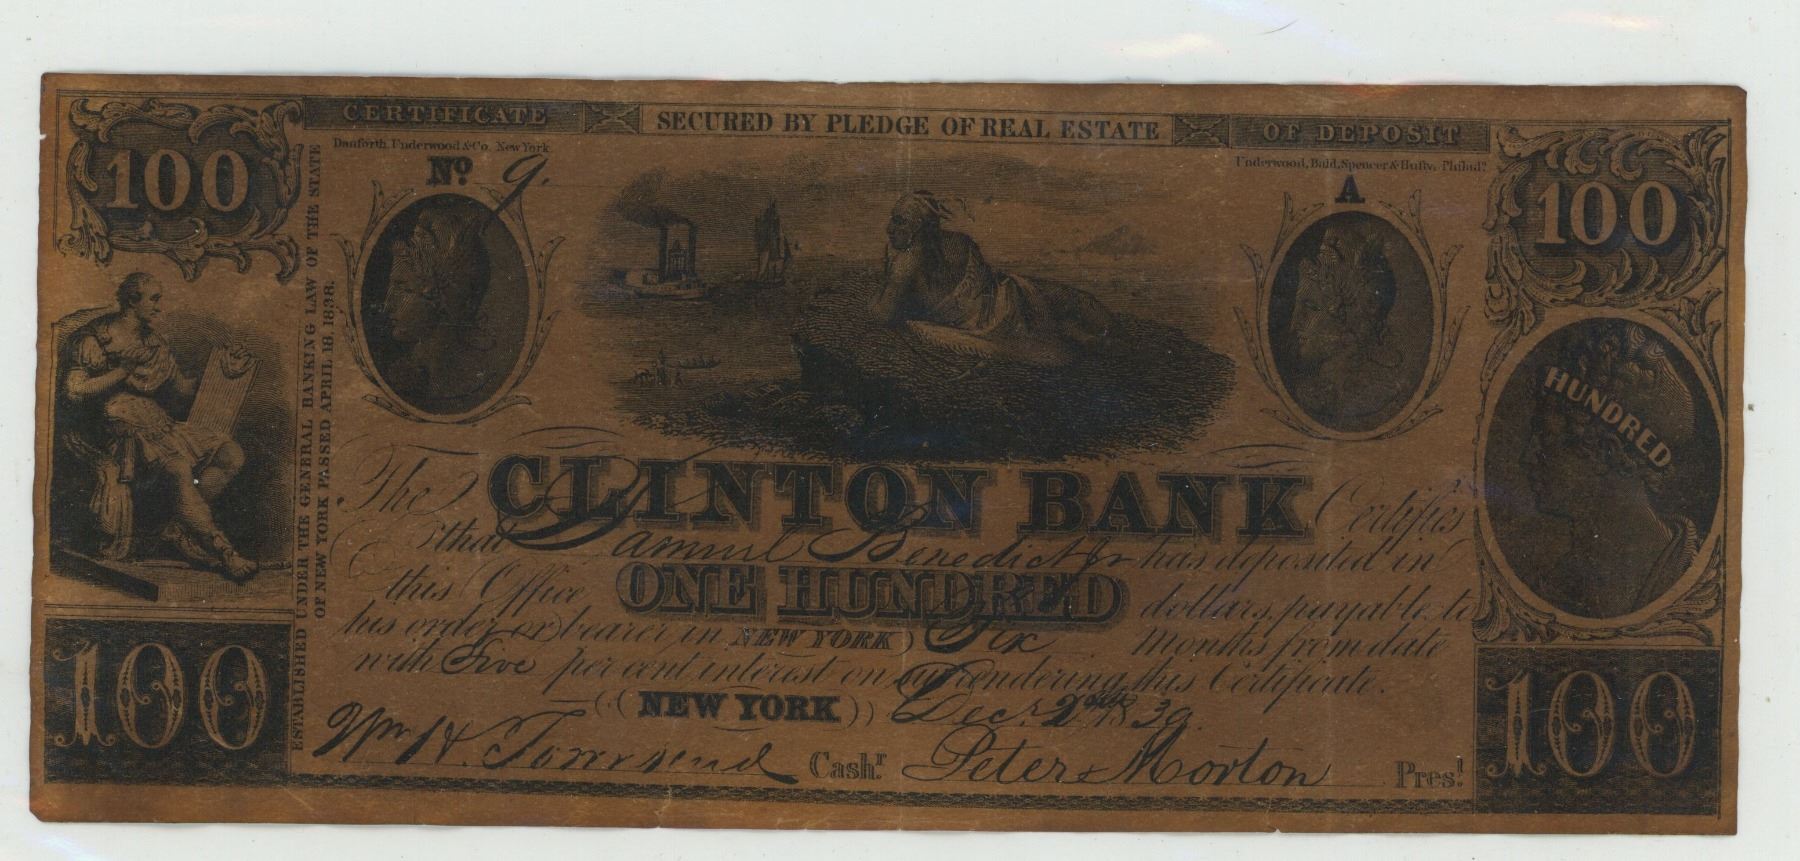 CERTIFICATE SECURED BY PLEDGE OF REAL ESTATE OF DEPOSIT
Danforth, Underwood & Co. New York
Underwood, Bald, Spencer & Hufty, Philad.ª
100
100
Nº 9.
A
ESTABLISHED UNDER THE GENERAL BANKING LAW OF THE STATE
OF NEW YORK PASSED APRIL 18, 1838.
HUNDRED
The CLINTON BANK Certifies
that Samuel Benedict Jr has deposited in
this Office ONE HUNDRED dollars, payable to
his order or bearer in NEW YORK Six Months from date
with Five per cent interest on surrendering this Certificate.
NEW YORK Dec. 2 1839.
Wm H. Townsend Cash.r Peter Morton Pres.t
100
100